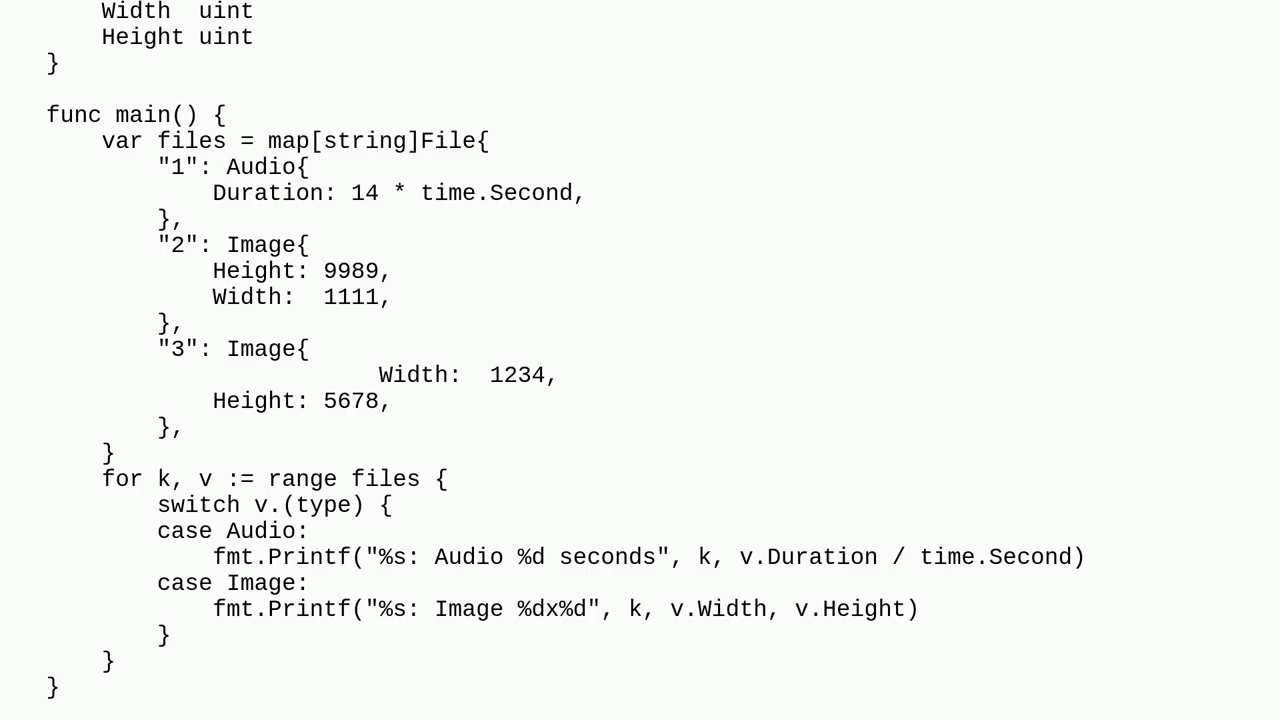 Width  uint
    Height uint
}

func main() {
    var files = map[string]File{
        "1": Audio{
            Duration: 14 * time.Second,
        },
        "2": Image{
            Height: 9989,
            Width:  1111,
        },
        "3": Image{
                        Width:  1234,
            Height: 5678,
        },
    }
    for k, v := range files {
        switch v.(type) {
        case Audio:
            fmt.Printf("%s: Audio %d seconds", k, v.Duration / time.Second)
        case Image:
            fmt.Printf("%s: Image %dx%d", k, v.Width, v.Height)
        }
    }
}